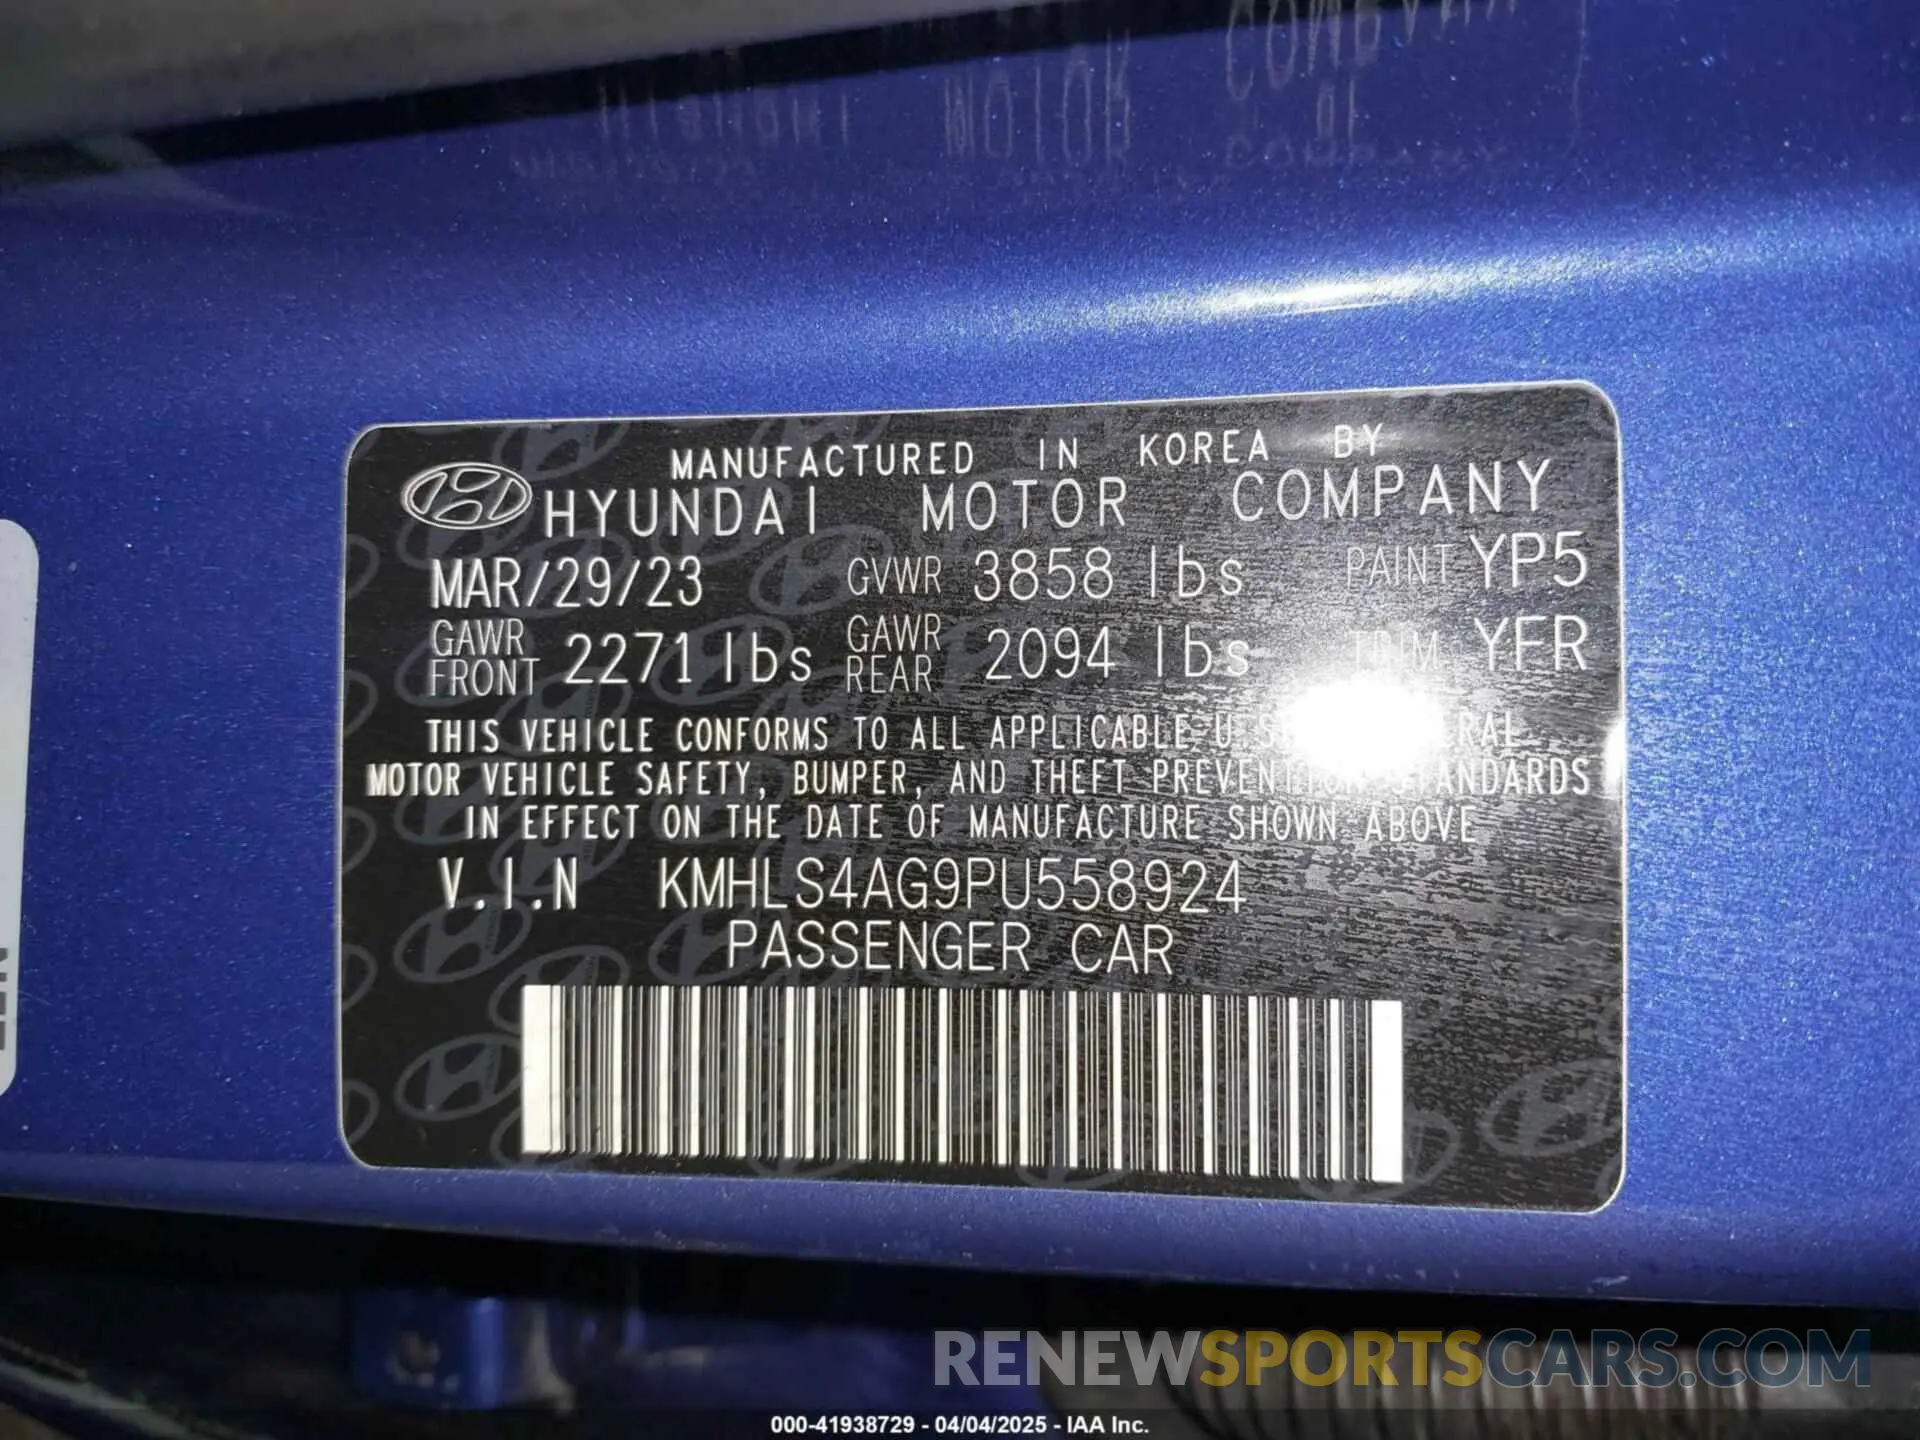 MANUFACTURED IN KOREA BY
HYUNDAI MOTOR COMPANY
MAR/29/23 GVWR 3858 lbs PAINT YP5
GAWR FRONT 2271 lbs GAWR REAR 2094 lbs TRIM YFR
THIS VEHICLE CONFORMS TO ALL APPLICABLE U.S
MOTOR VEHICLE SAFETY, BUMPER, AND THEFT PREVENTION STANDARDS
IN EFFECT ON THE DATE OF MANUFACTURE SHOWN ABOVE
V.I.N KMHLS4AG9PU558924
PASSENGER CAR
RENEWSPORTSCARS.COM
000-41938729 - 04/04/2025 - IAA Inc.